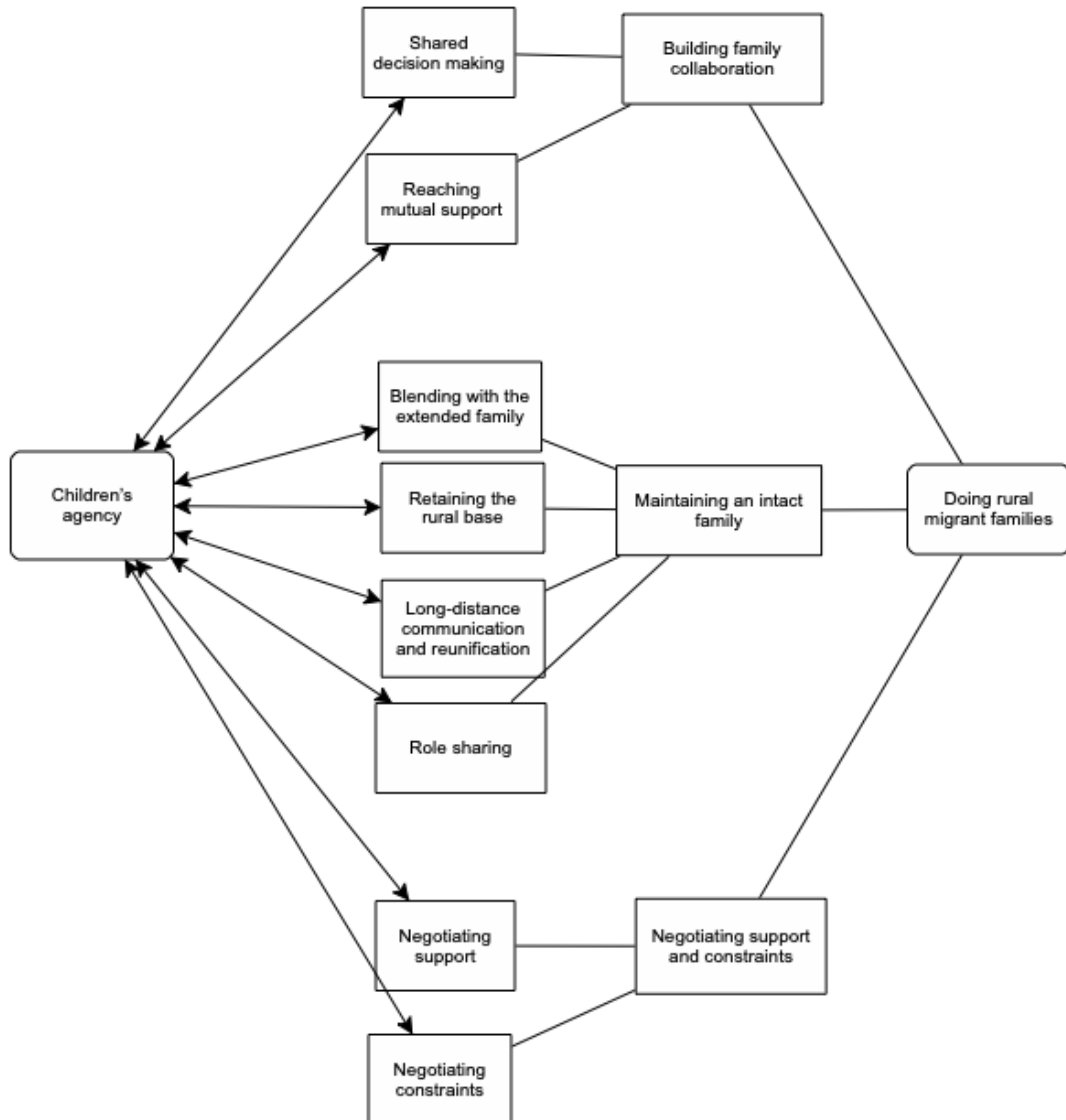 Shared
decision making
Building family
collaboration
Reaching
mutual support
Blending with the
extended family
Children's
agency
Retaining the
rural base
Maintaining an intact
family
Doing rural
migrant families
Long-distance
communication
and reunification
Role sharing
Negotiating
support
Negotiating support
and constraints
Negotiating
constraints